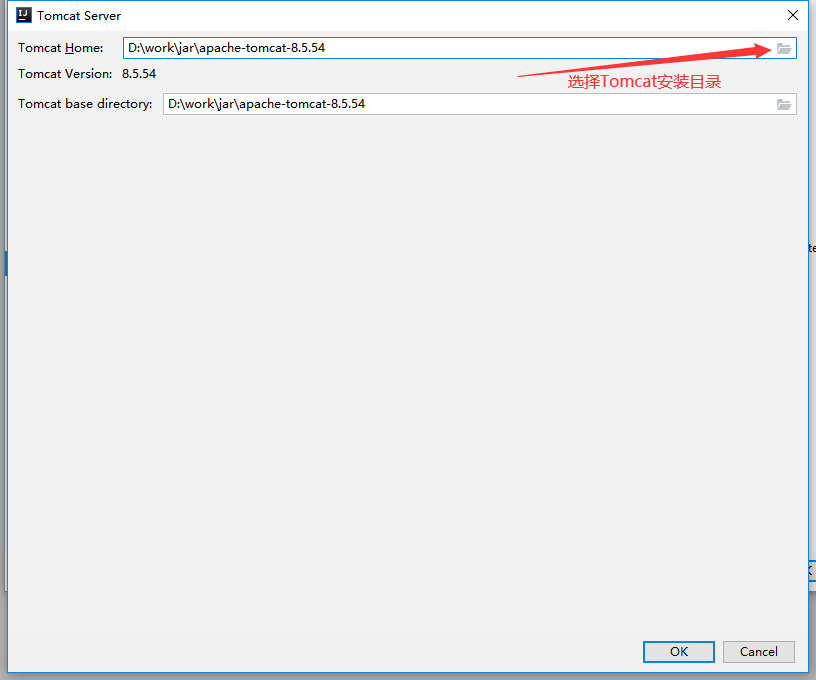 Tomcat Server
Tomcat Home: D:\work\jar\apache-tomcat-8.5.54
选择Tomcat安装目录
Tomcat Version: 8.5.54
Tomcat base directory: D:\work\jar\apache-tomcat-8.5.54
te
OK Cancel